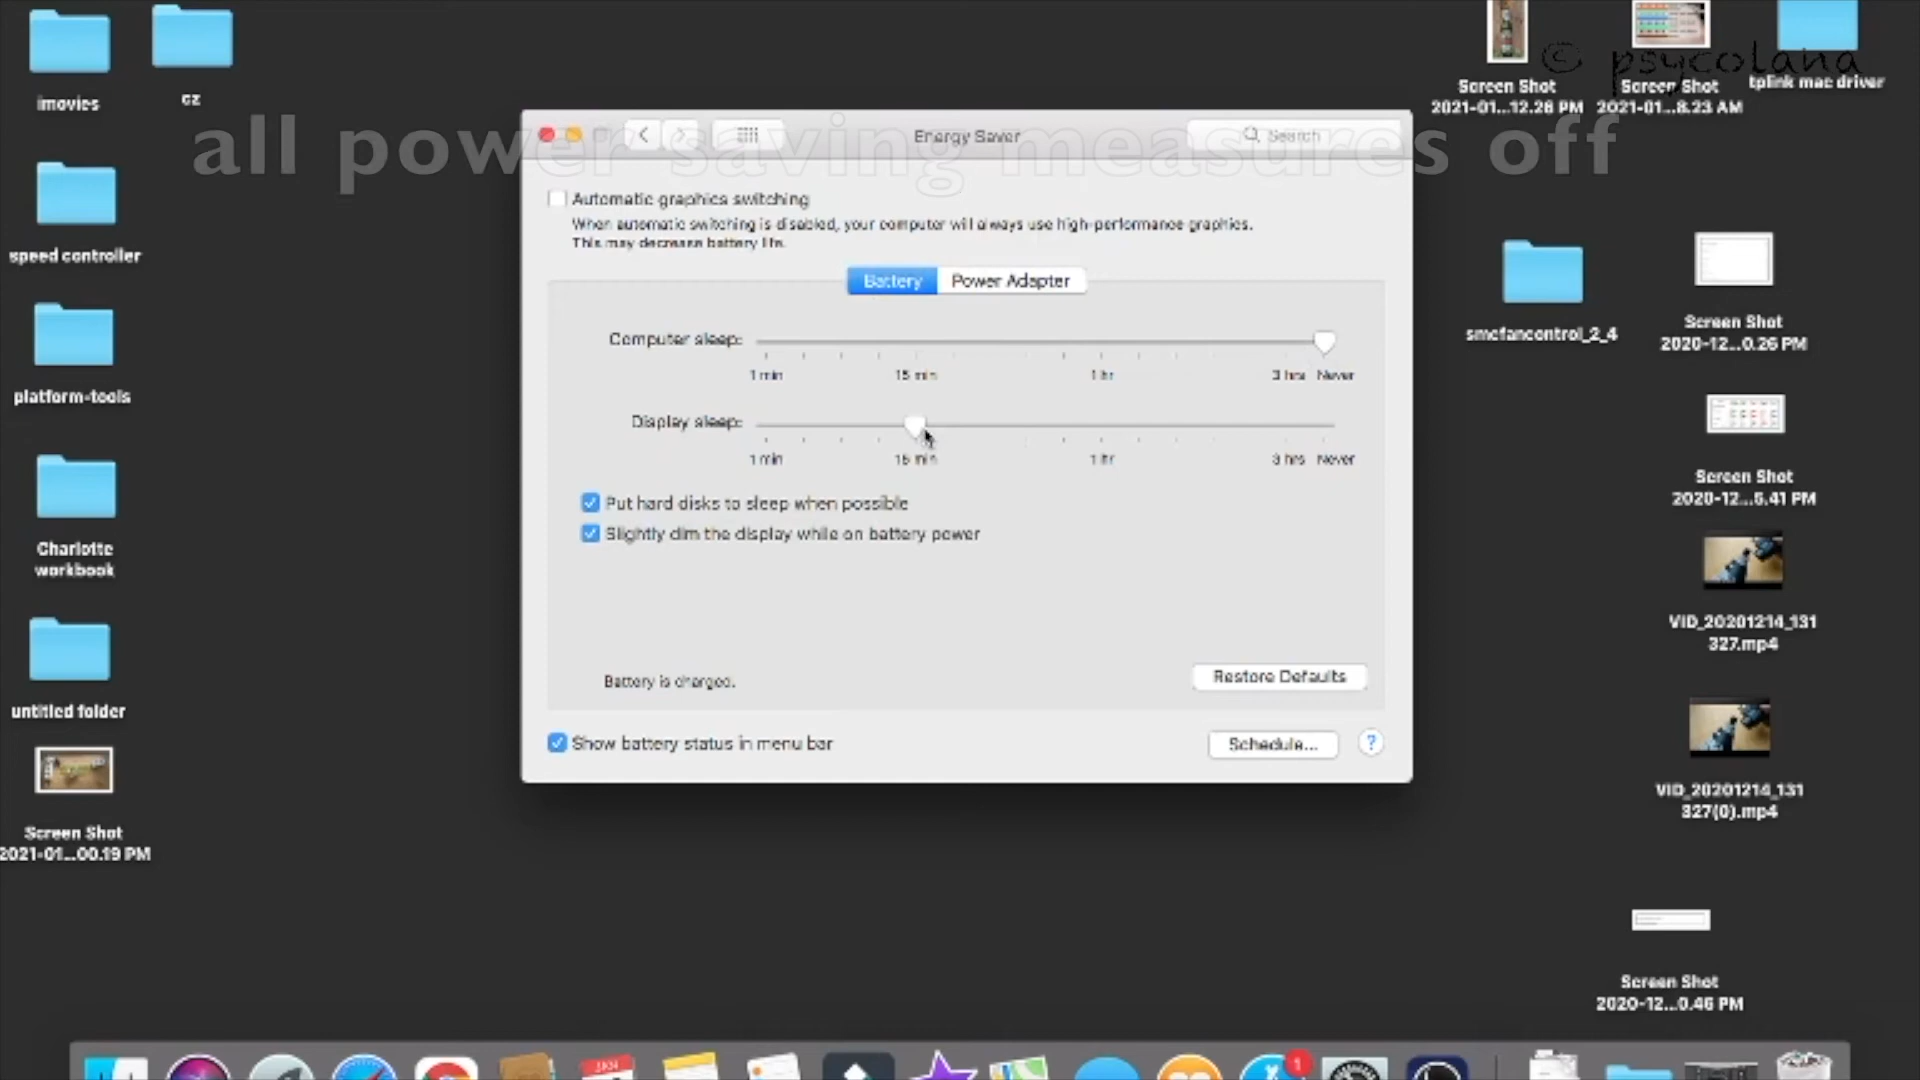 imovies
cz
speed controller
platform-tools
Charlotte
workbook
untitled folder
Screen Shot
2021-01...00.19 PM
all power saving measures off
© psycolana
Energy Saver
Search
Automatic graphics switching
When automatic switching is disabled, your computer will always use high-performance graphics.
This may decrease battery life.
Battery
Power Adapter
Computer sleep:
1 min 15 min 1 hr 3 hrs Never
Display sleep:
1 min 15 min 1 hr 3 hrs Never
Put hard disks to sleep when possible
Slightly dim the display while on battery power
Battery is charged.
Restore Defaults
Show battery status in menu bar
Schedule...
?
Screen Shot
2021-01...12.26 PM
Screen Shot
2021-01...8.23 AM
tplink mac driver
smcfancontrol_2_4
Screen Shot
2020-12...0.26 PM
Screen Shot
2020-12...5.41 PM
VID_20201214_131
327.mp4
VID_20201214_131
327(0).mp4
Screen Shot
2020-12...0.46 PM
JAN
1